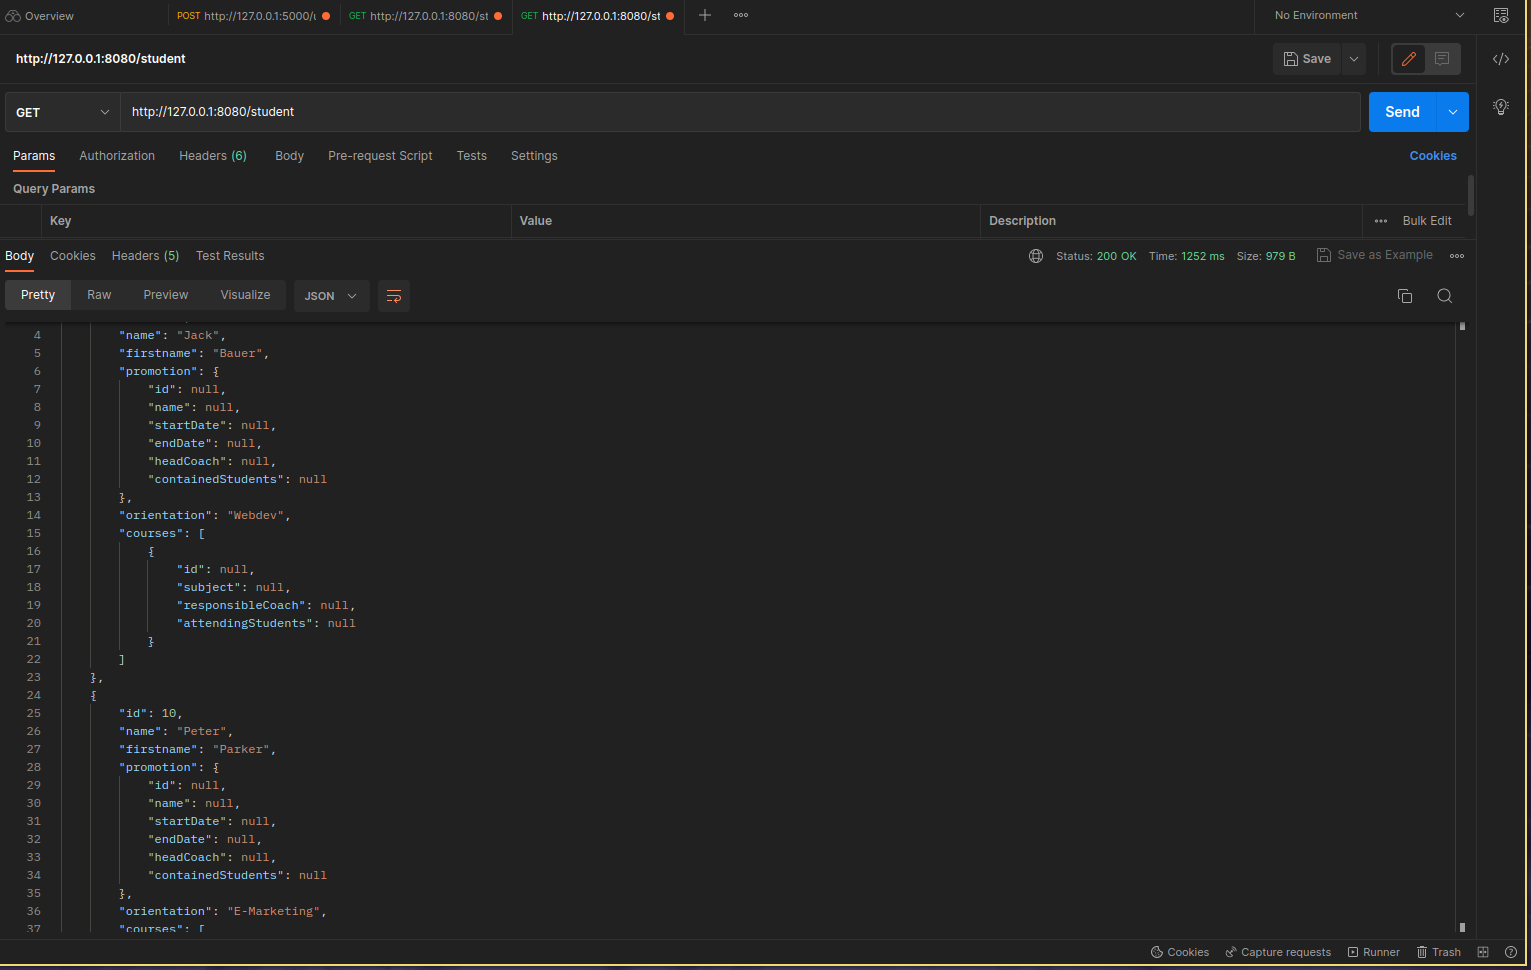 Overview
POST http://127.0.0.1:5000/
GET http://127.0.0.1:8080/st
GET http://127.0.0.1:8080/st
No Environment
http://127.0.0.1:8080/student
Save
GET
http://127.0.0.1:8080/student
Send
Params Authorization Headers (6) Body Pre-request Script Tests Settings Cookies
Query Params
Key Value Description Bulk Edit
Body Cookies Headers (5) Test Results Status: 200 OK Time: 1252 ms Size: 979 B Save as Example
Pretty Raw Preview Visualize JSON
4 "name": "Jack",
5 "firstname": "Bauer",
6 "promotion": {
7 "id": null,
8 "name": null,
9 "startDate": null,
10 "endDate": null,
11 "headCoach": null,
12 "containedStudents": null
13 },
14 "orientation": "Webdev",
15 "courses": [
16 {
17 "id": null,
18 "subject": null,
19 "responsibleCoach": null,
20 "attendingStudents": null
21 }
22 ]
23 },
24 {
25 "id": 10,
26 "name": "Peter",
27 "firstname": "Parker",
28 "promotion": {
29 "id": null,
30 "name": null,
31 "startDate": null,
32 "endDate": null,
33 "headCoach": null,
34 "containedStudents": null
35 },
36 "orientation": "E-Marketing",
37 "courses": [
Cookies Capture requests Runner Trash